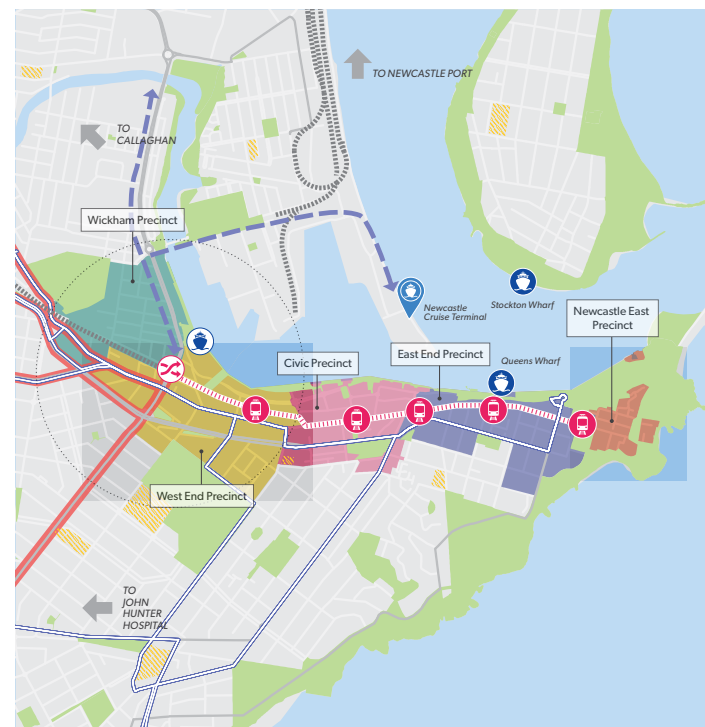 TO NEWCASTLE PORT
TO
CALLAGHAN
Wickham Precinct
Newcastle
Cruise Terminal
Stockton Wharf
Newcastle East
Precinct
Civic Precinct
East End Precinct
Queens Wharf
West End Precinct
TO
JOHN
HUNTER
HOSPITAL